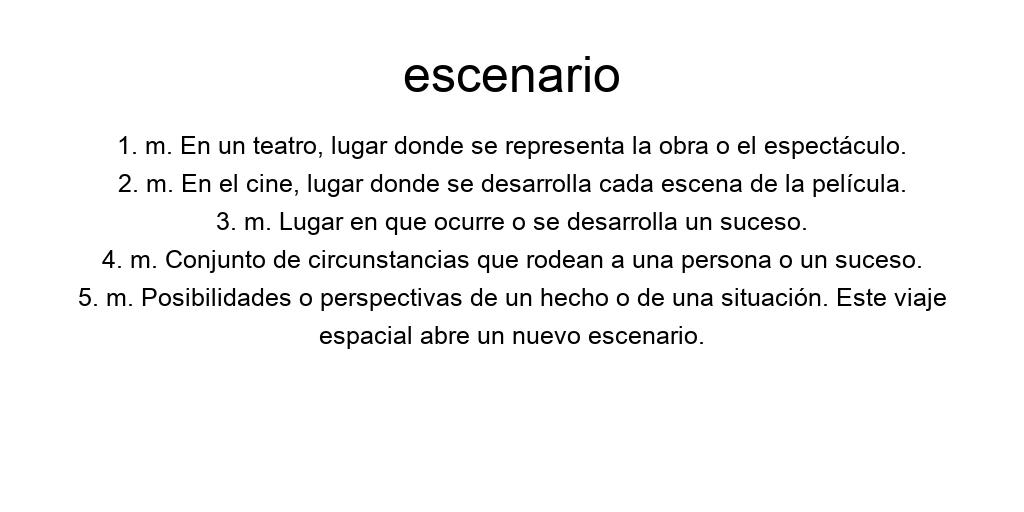 escenario
1. m. En un teatro, lugar donde se representa la obra o el espectáculo.
2. m. En el cine, lugar donde se desarrolla cada escena de la película.
3. m. Lugar en que ocurre o se desarrolla un suceso.
4. m. Conjunto de circunstancias que rodean a una persona o un suceso.
5. m. Posibilidades o perspectivas de un hecho o de una situación. Este viaje
espacial abre un nuevo escenario.